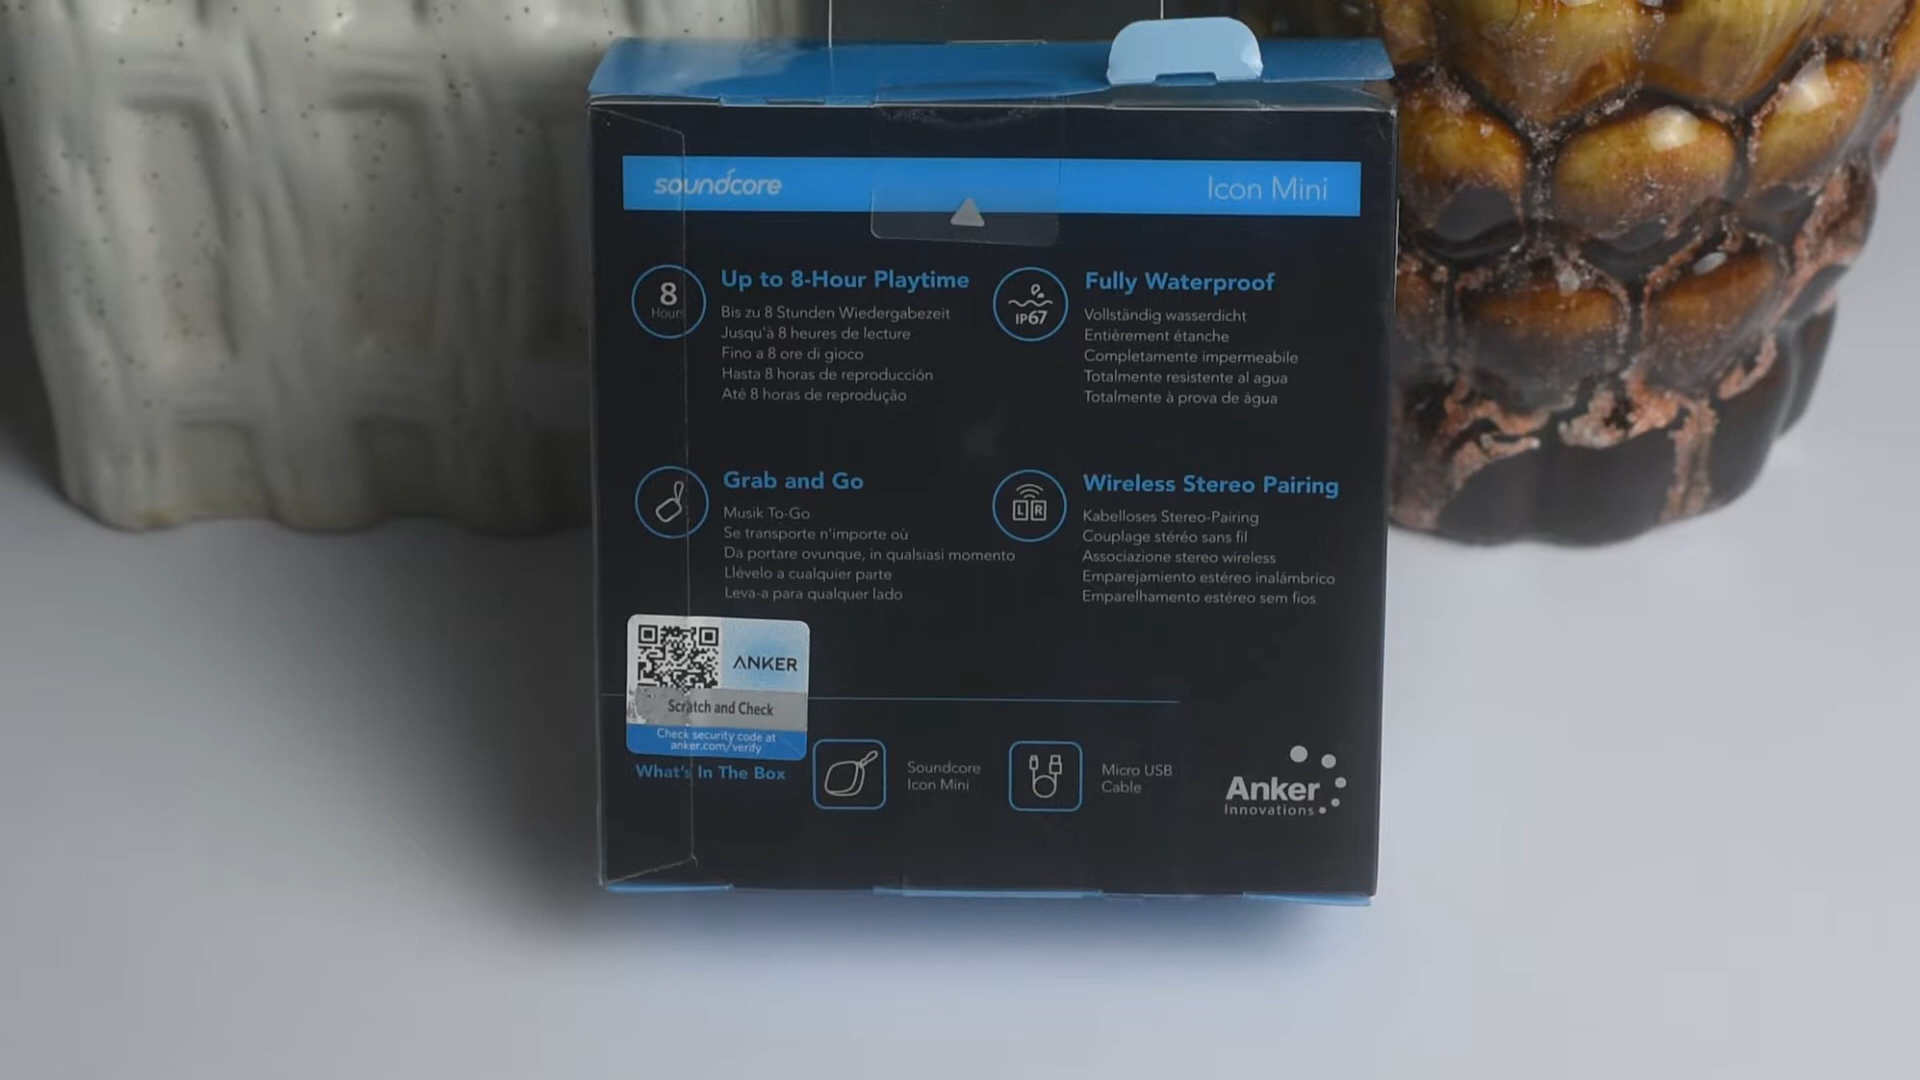 soundcore
Icon Mini
8
Hours
Up to 8-Hour Playtime
Bis zu 8 Stunden Wiedergabezeit
Jusqu'à 8 heures de lecture
Fino a 8 ore di gioco
Hasta 8 horas de reproducción
Até 8 horas de reprodução
IP67
Fully Waterproof
Vollständig wasserdicht
Entièrement étanche
Completamente impermeabile
Totalmente resistente al agua
Totalmente à prova de água
Grab and Go
Musik To-Go
Se transporte n'importe où
Da portare ovunque, in qualsiasi momento
Llévelo a cualquier parte
Leva-a para qualquer lado
L R
Wireless Stereo Pairing
Kabelloses Stereo-Pairing
Couplage stéréo sans fil
Associazione stereo wireless
Emparejamiento estéreo inalámbrico
Emparelhamento estéreo sem fios
ANKER
Scratch and Check
Check security code at
anker.com/verify
What's In The Box
Soundcore
Icon Mini
Micro USB
Cable
Anker
Innovations